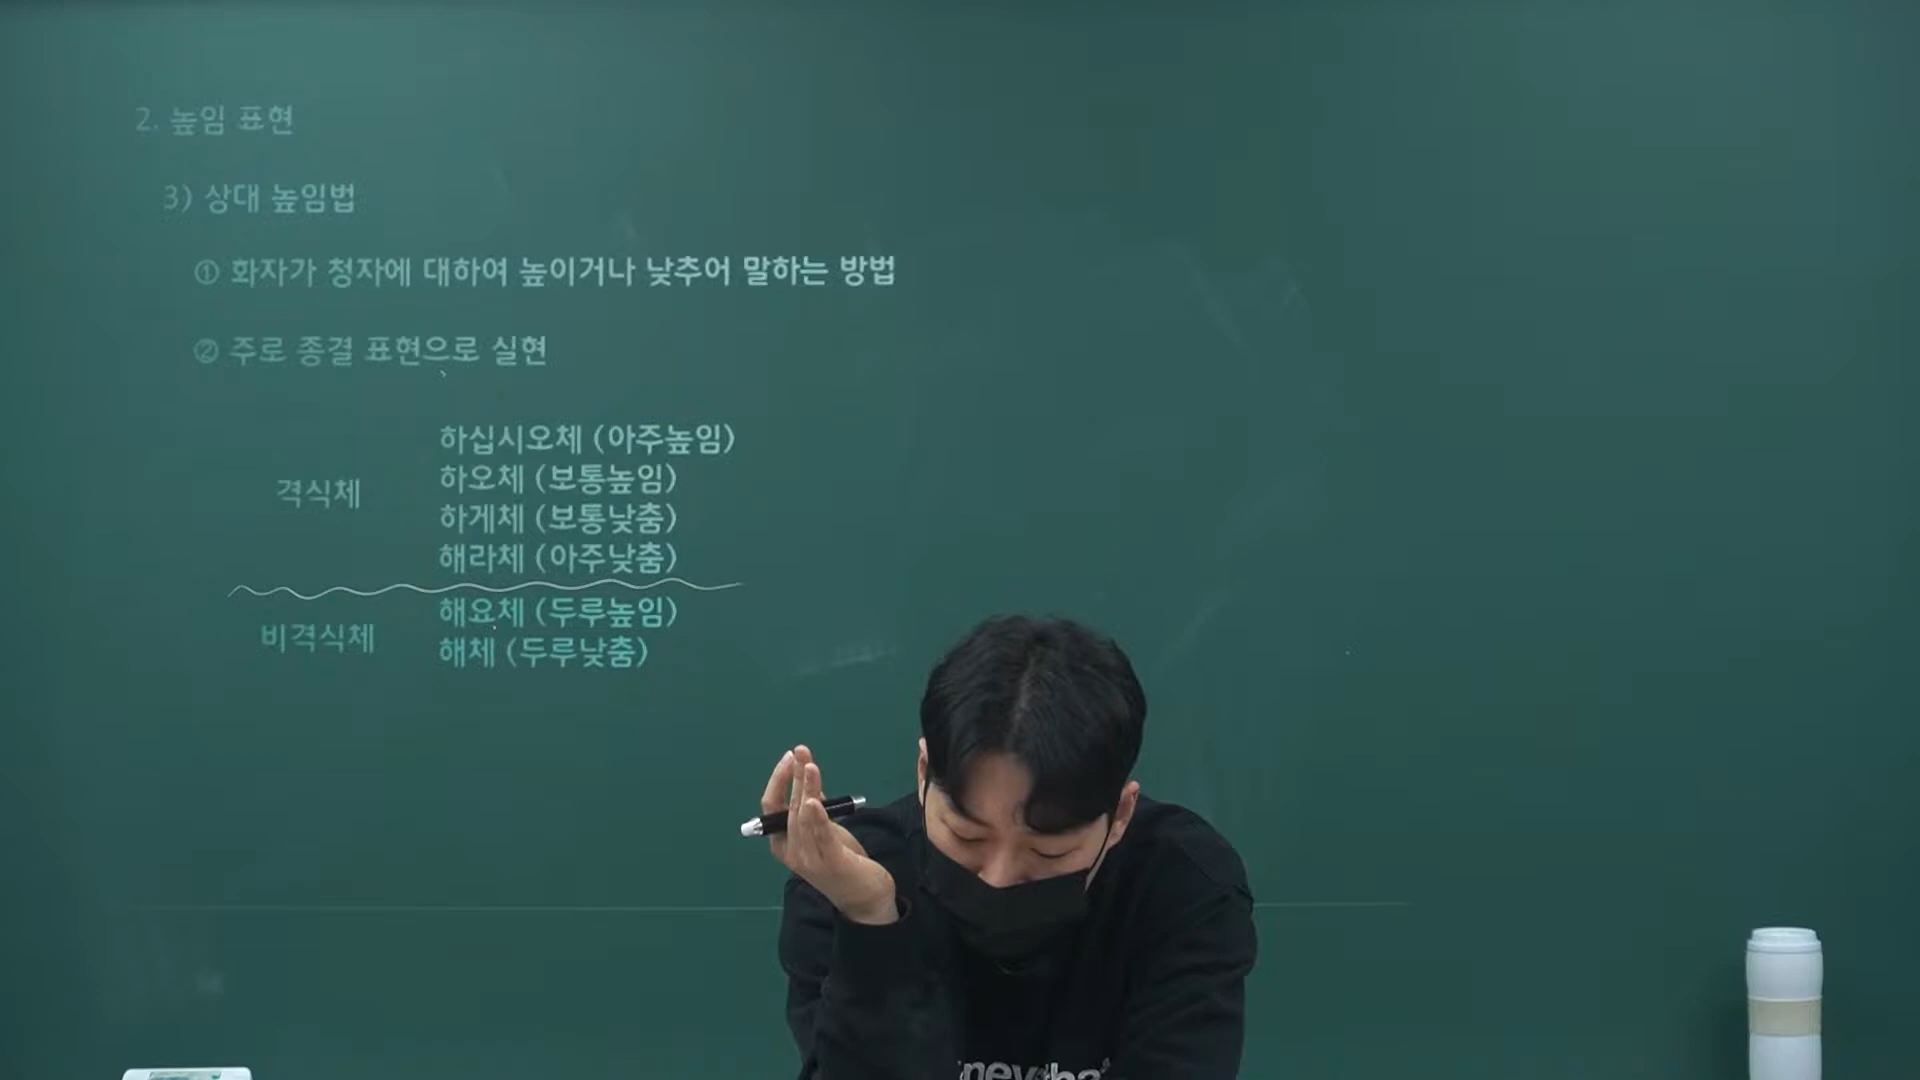 2. 높임 표현
3) 상대 높임법
① 화자가 청자에 대하여 높이거나 낮추어 말하는 방법
② 주로 종결 표현으로 실현
격식체
하십시오체 (아주높임)
하오체 (보통높임)
하게체 (보통낮춤)
해라체 (아주낮춤)
비격식체
해요체 (두루높임)
해체 (두루낮춤)